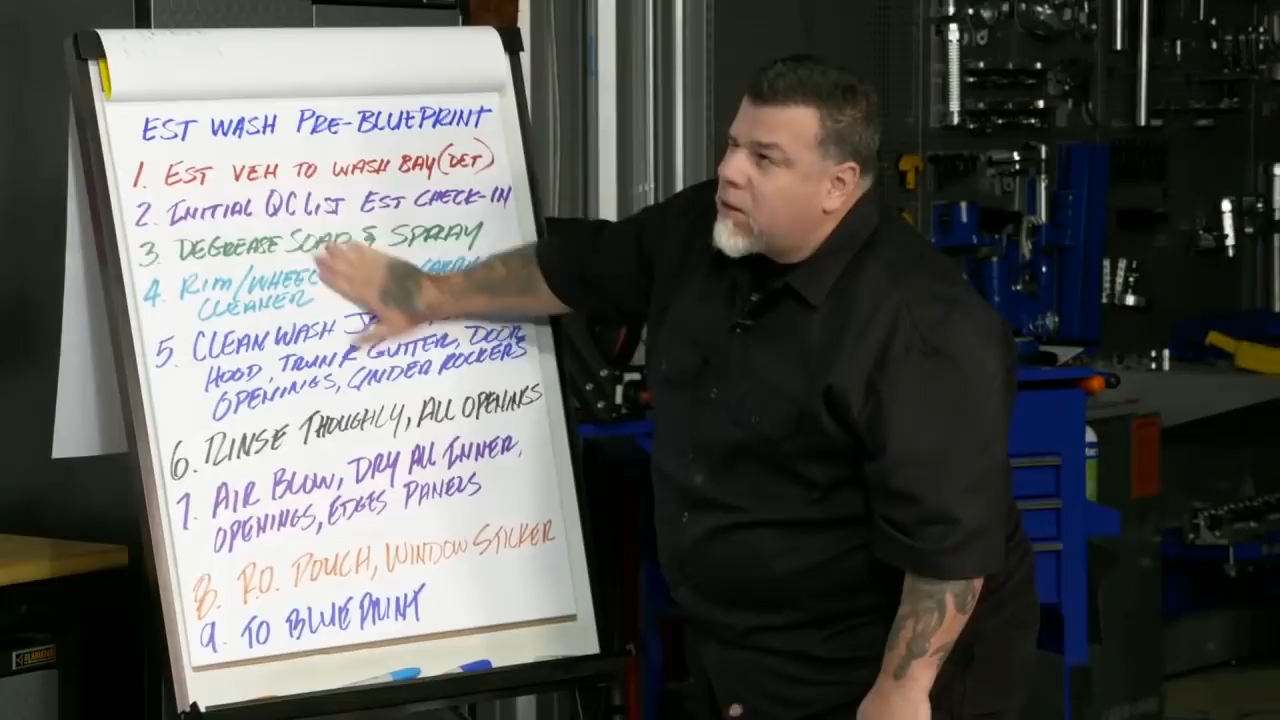 EST WASH PRE-BLUEPRINT
1. EST VEH TO WASH BAY (DET)
2. INITIAL QC LIST EST CHECK-IN
3. DEGREASE SOAP & SPRAY
4. RIM/WHEEL
CLEANER
5. CLEAN WASH
HOOD, TRUNK GUTTER, DOOR
OPENINGS, UNDER ROCKERS
6. RINSE THOUGHLY, ALL OPENINGS
7. AIR BLOW, DRY ALL INNER,
OPENINGS, EDGES PANELS
8. R.O. POUCH, WINDOW STICKER
9. TO BLUEPRINT